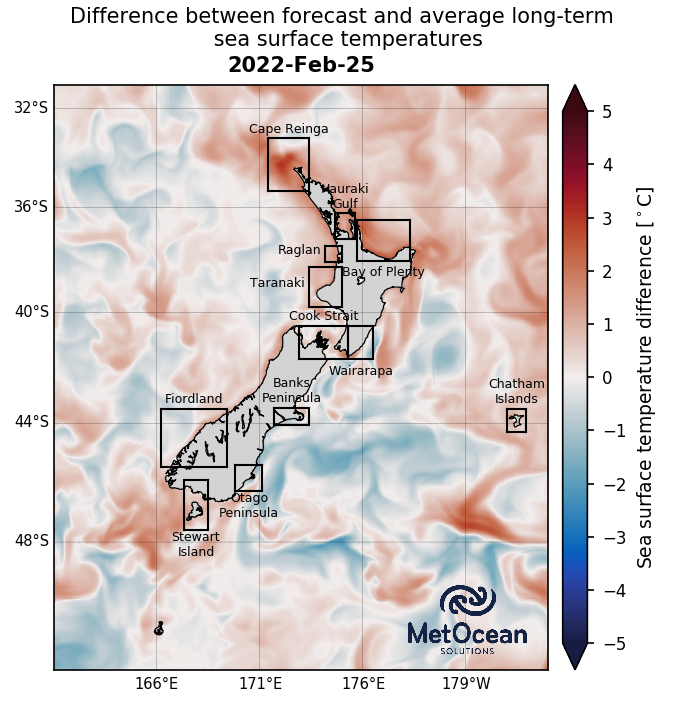 Difference between forecast and average long-term
sea surface temperatures
2022-Feb-25
32°S
36°S
40°S
44°S
48°S
166°E
171°E
176°E
179°W
Cape Reinga
Hauraki
Gulf
Raglan
Bay of Plenty
Taranaki
Cook Strait
Wairarapa
Banks
Peninsula
Fiordland
Chatham
Islands
Otago
Peninsula
Stewart
Island
MetOcean
SOLUTIONS
5
4
3
2
1
0
−1
−2
−3
−4
−5
Sea surface temperature difference [°C]